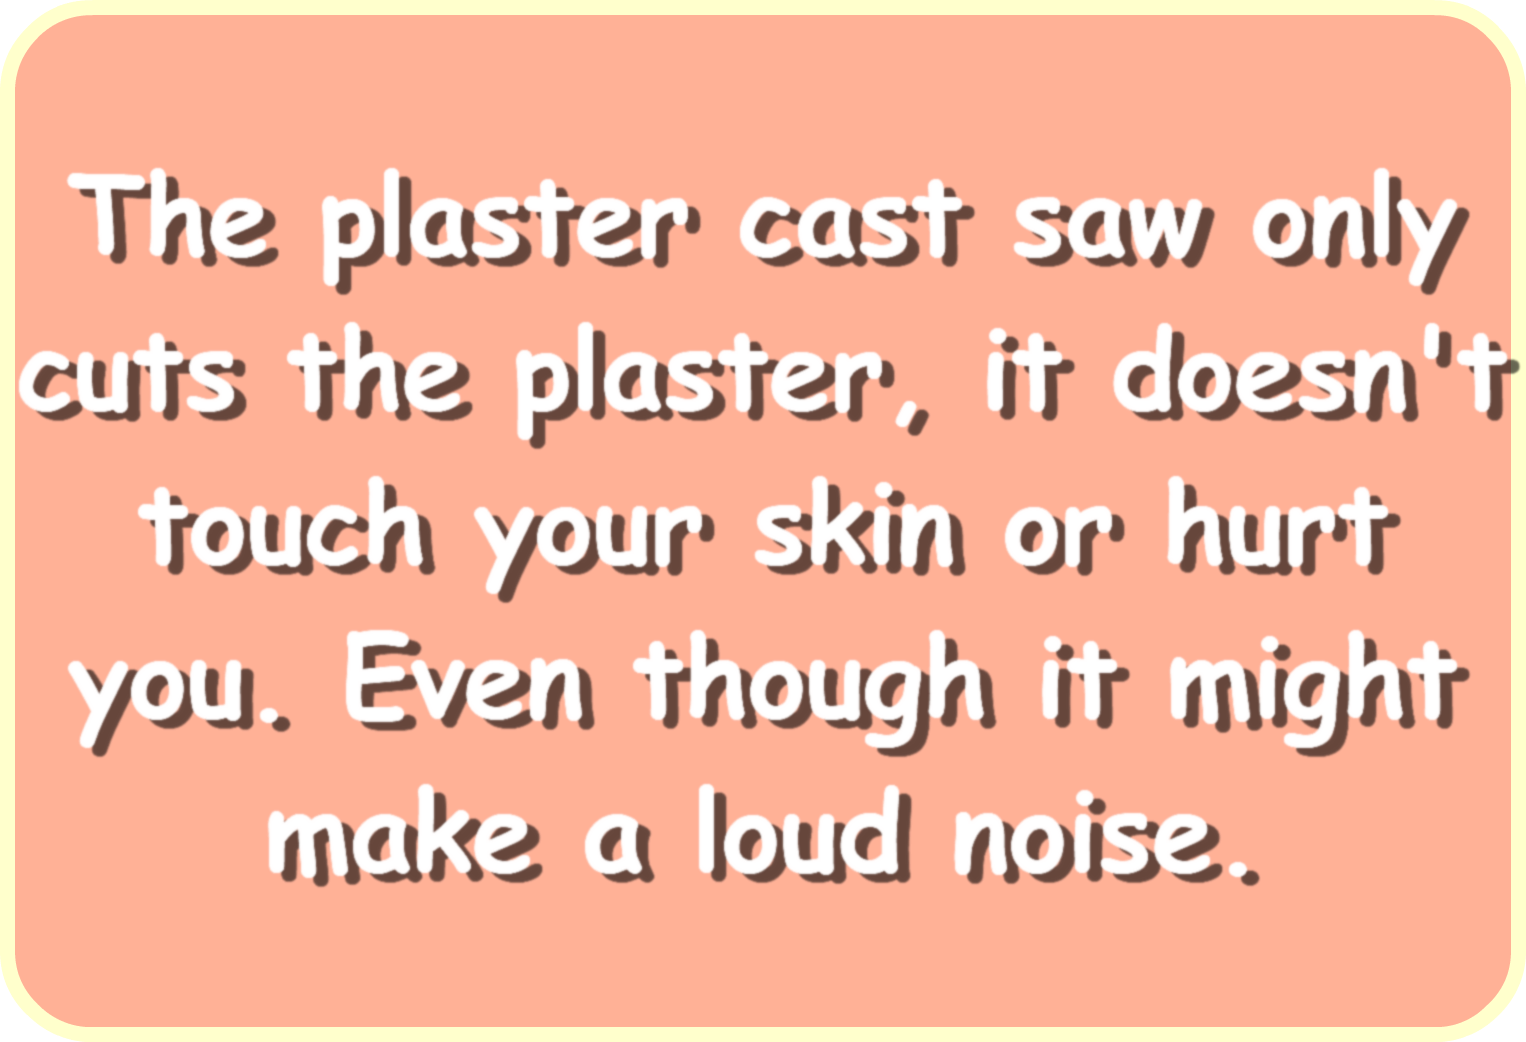 The plaster cast saw only
cuts the plaster, it doesn't
touch your skin or hurt
you. Even though it might
make a loud noise.